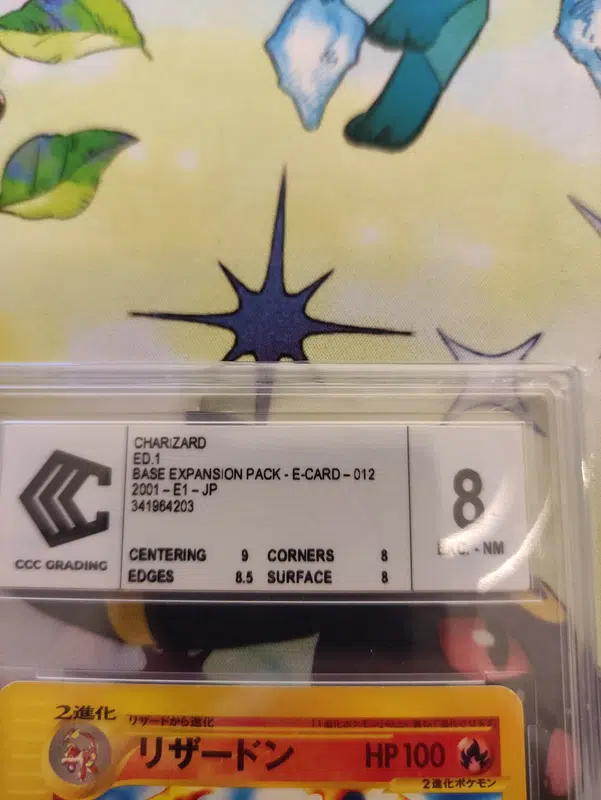 CHARIZARD
ED.1
BASE EXPANSION PACK - E-CARD - 012
2001 - E1 - JP
341964203
CCC GRADING
CENTERING 9 CORNERS 8
EDGES 8.5 SURFACE 8
8
EXC. - NM
2進化 リザードから進化
リザードン HP100
2進化ポケモン